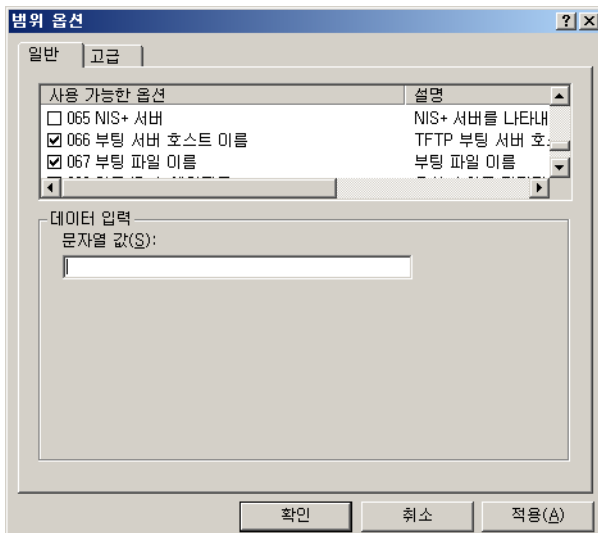 범위 옵션
일반 고급
사용 가능한 옵션 설명
065 NIS+ 서버 NIS+ 서버를 나타내
066 부팅 서버 호스트 이름 TFTP 부팅 서버 호
067 부팅 파일 이름 부팅 파일 이름
데이터 입력
문자열 값(S):
확인 취소 적용(A)